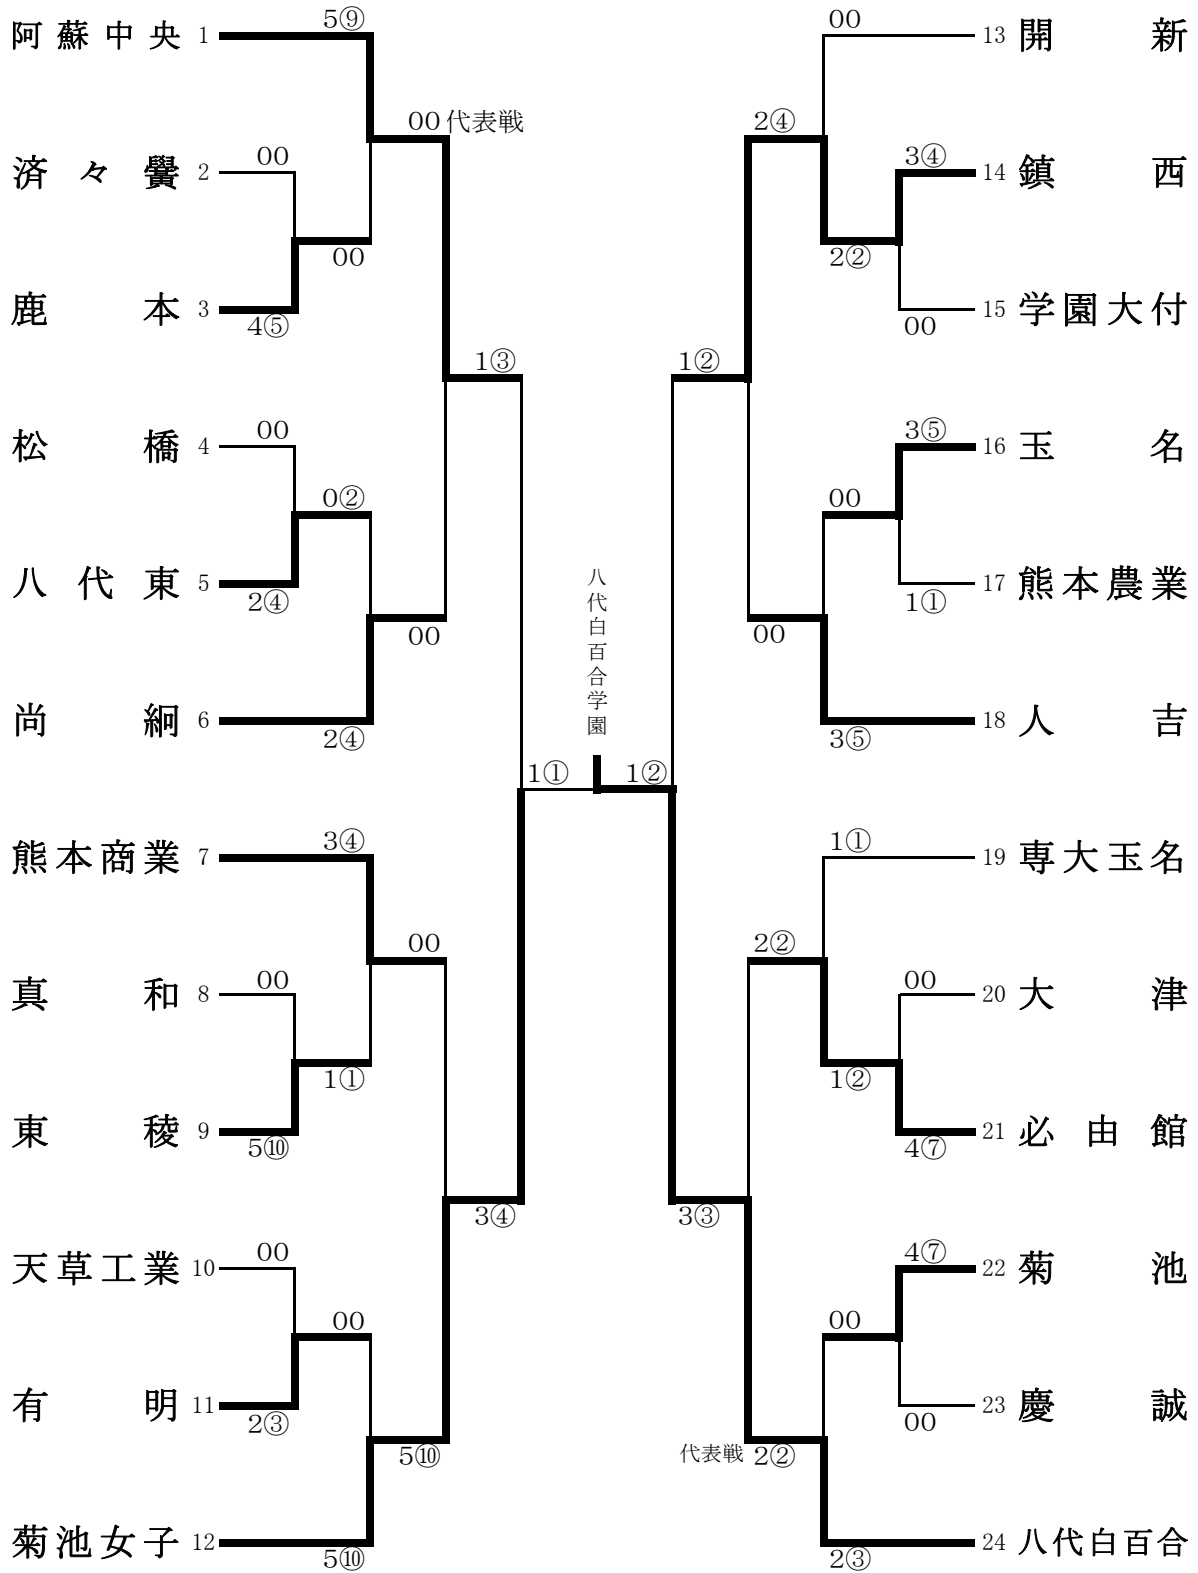 阿蘇中央 1
5⑨
00 代表戦
済々黌 2
00
00
鹿本 3
4⑤
1③
松橋 4
00
0②
八代東 5
2④
00
尚絅 6
2④
1①
熊本商業 7
3④
00
真和 8
00
1①
東稜 9
5⑩
3④
天草工業 10
00
00
有明 11
2③
5⑩
菊池女子 12
5⑩
八代白百合学園
00
13 開新
2④
3④
14 鎮西
2②
00
15 学園大付
1②
3⑤
16 玉名
00
1①
17 熊本農業
00
3⑤
18 人吉
1②
1①
19 専大玉名
2②
00
20 大津
1②
4⑦
21 必由館
3③
4⑦
22 菊池
00
00
23 慶誠
代表戦 2②
2③
24 八代白百合